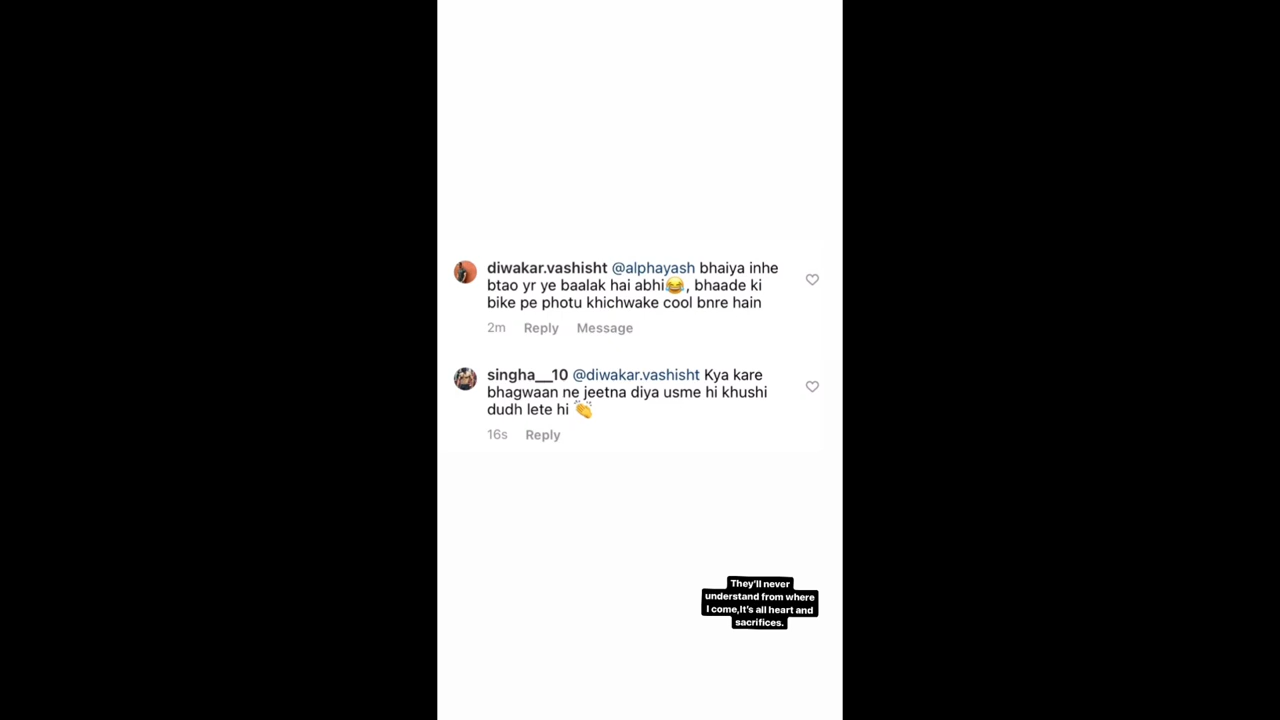 diwakar.vashisht @alphayash bhaiya inhe
btao yr ye baalak hai abhi😂, bhaade ki
bike pe photu khichwake cool bnre hain
2m Reply Message
singha__10 @diwakar.vashisht Kya kare
bhagwaan ne jeetna diya usme hi khushi
dudh lete hi 👏
16s Reply
They'll never
understand from where
I come,It's all heart and
sacrifices.